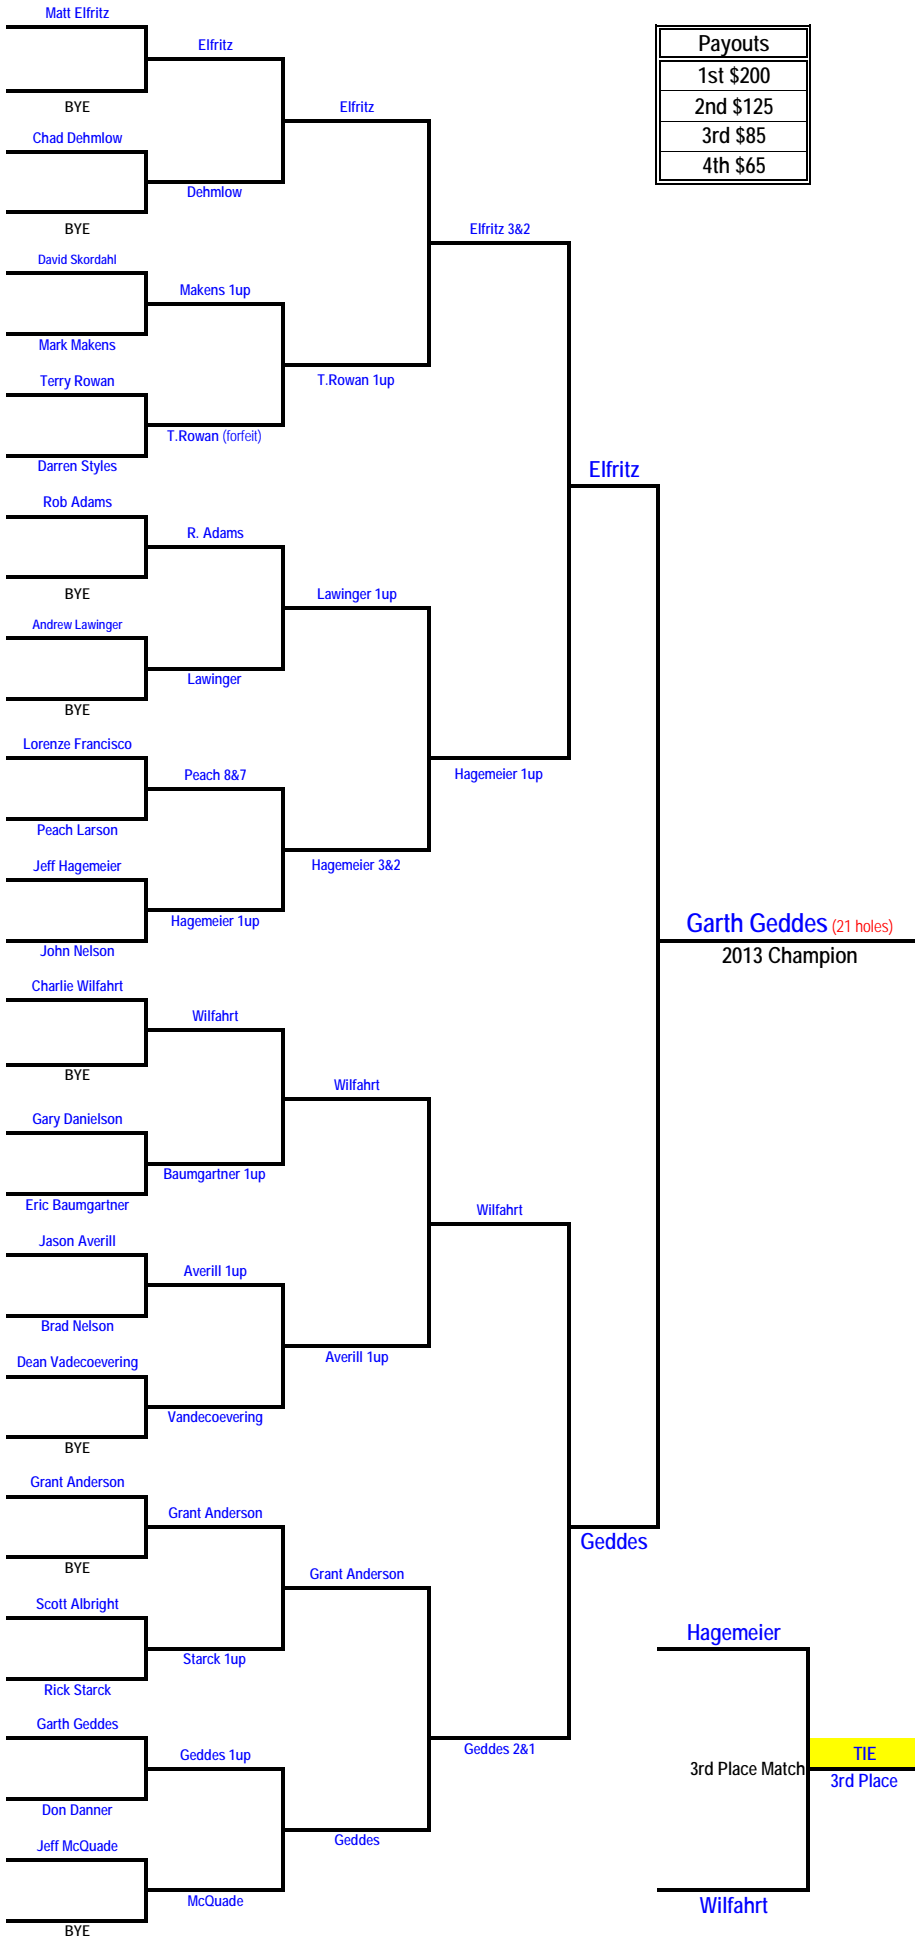 Matt Elfritz
Elfritz
BYE
Elfritz
Chad Dehmlow
Dehmlow
BYE
Elfritz 3&2
David Skordahl
Makens 1up
Mark Makens
T.Rowan 1up
Terry Rowan
T.Rowan (forfeit)
Darren Styles
Elfritz
Rob Adams
R. Adams
BYE
Lawinger 1up
Andrew Lawinger
Lawinger
BYE
Hagemeier 1up
Lorenze Francisco
Peach 8&7
Peach Larson
Hagemeier 3&2
Jeff Hagemeier
Hagemeier 1up
John Nelson
Garth Geddes (21 holes)
2013 Champion
Charlie Wilfahrt
Wilfahrt
BYE
Wilfahrt
Gary Danielson
Baumgartner 1up
Eric Baumgartner
Wilfahrt
Jason Averill
Averill 1up
Brad Nelson
Averill 1up
Dean Vadecoevering
Vandecoevering
BYE
Geddes
Grant Anderson
Grant Anderson
BYE
Grant Anderson
Scott Albright
Starck 1up
Rick Starck
Geddes 2&1
Garth Geddes
Geddes 1up
Don Danner
Geddes
Jeff McQuade
McQuade
BYE
Payouts
1st $200
2nd $125
3rd $85
4th $65
Hagemeier
3rd Place Match
TIE
3rd Place
Wilfahrt